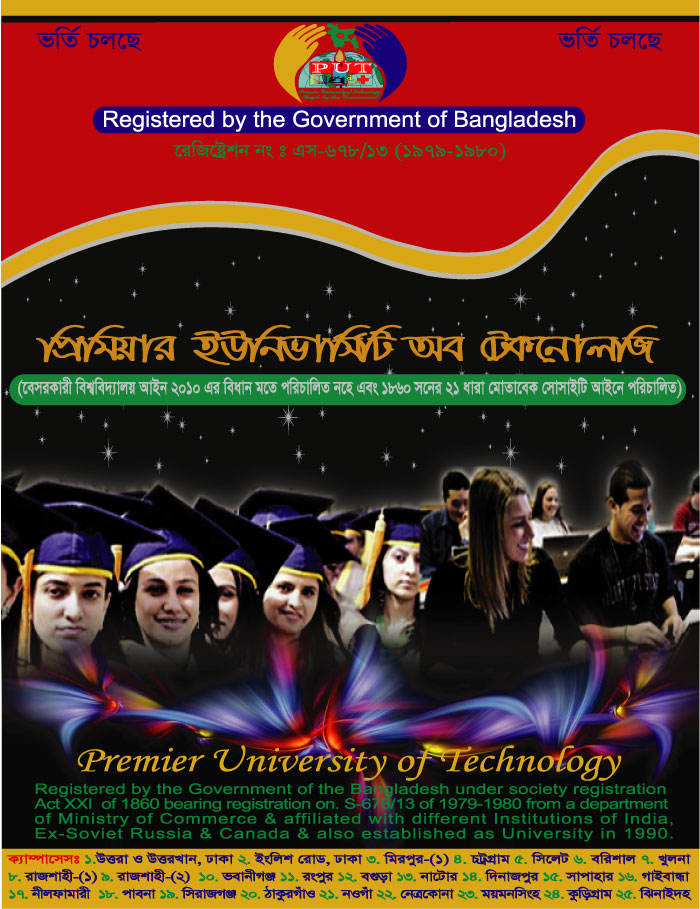 ভর্তি চলছে
ভর্তি চলছে
PUT
Registered by the Government of Bangladesh
রেজিষ্ট্রেশন নং ঃ এস-৬৭৮/১৩ (১৯৭৯-১৯৮০)
প্রিমিয়ার ইউনিভার্সিটি অব টেকনোলজি
(বেসরকারী বিশ্ববিদ্যালয় আইন ২০১০ এর বিধান মতে পরিচালিত নহে এবং ১৮৬০ সনের ২১ ধারা মোতাবেক সোসাইটি আইনে পরিচালিত)
Premier University of Technology
Registered by the Government of the Bangladesh under society registration
Act XXI of 1860 bearing registration on. S-678/13 of 1979-1980 from a department
of Ministry of Commerce & affiliated with different Institutions of India,
Ex-Soviet Russia & Canada & also established as University in 1990.
ক্যাম্পাসেসঃ ১.উত্তরা ও উত্তরখান, ঢাকা ২. ইংলিশ রোড, ঢাকা ৩. মিরপুর-(১) ৪. চট্রগ্রাম ৫. সিলেট ৬. বরিশাল ৭. খুলনা
৮. রাজশাহী-(১) ৯. রাজশাহী-(২) ১০. ভবানীগঞ্জ ১১. রংপুর ১২. বগুড়া ১৩. নাটোর ১৪. দিনাজপুর ১৫. সাপাহার ১৬. গাইবান্ধা
১৭. নীলফামারী ১৮. পাবনা ১৯. সিরাজগঞ্জ ২০. ঠাকুরগাঁও ২১. নওগাঁ ২২. নেত্রকোনা ২৩. ময়মনসিংহ ২৪. কুড়িগ্রাম ২৫. ঝিনাইদহ